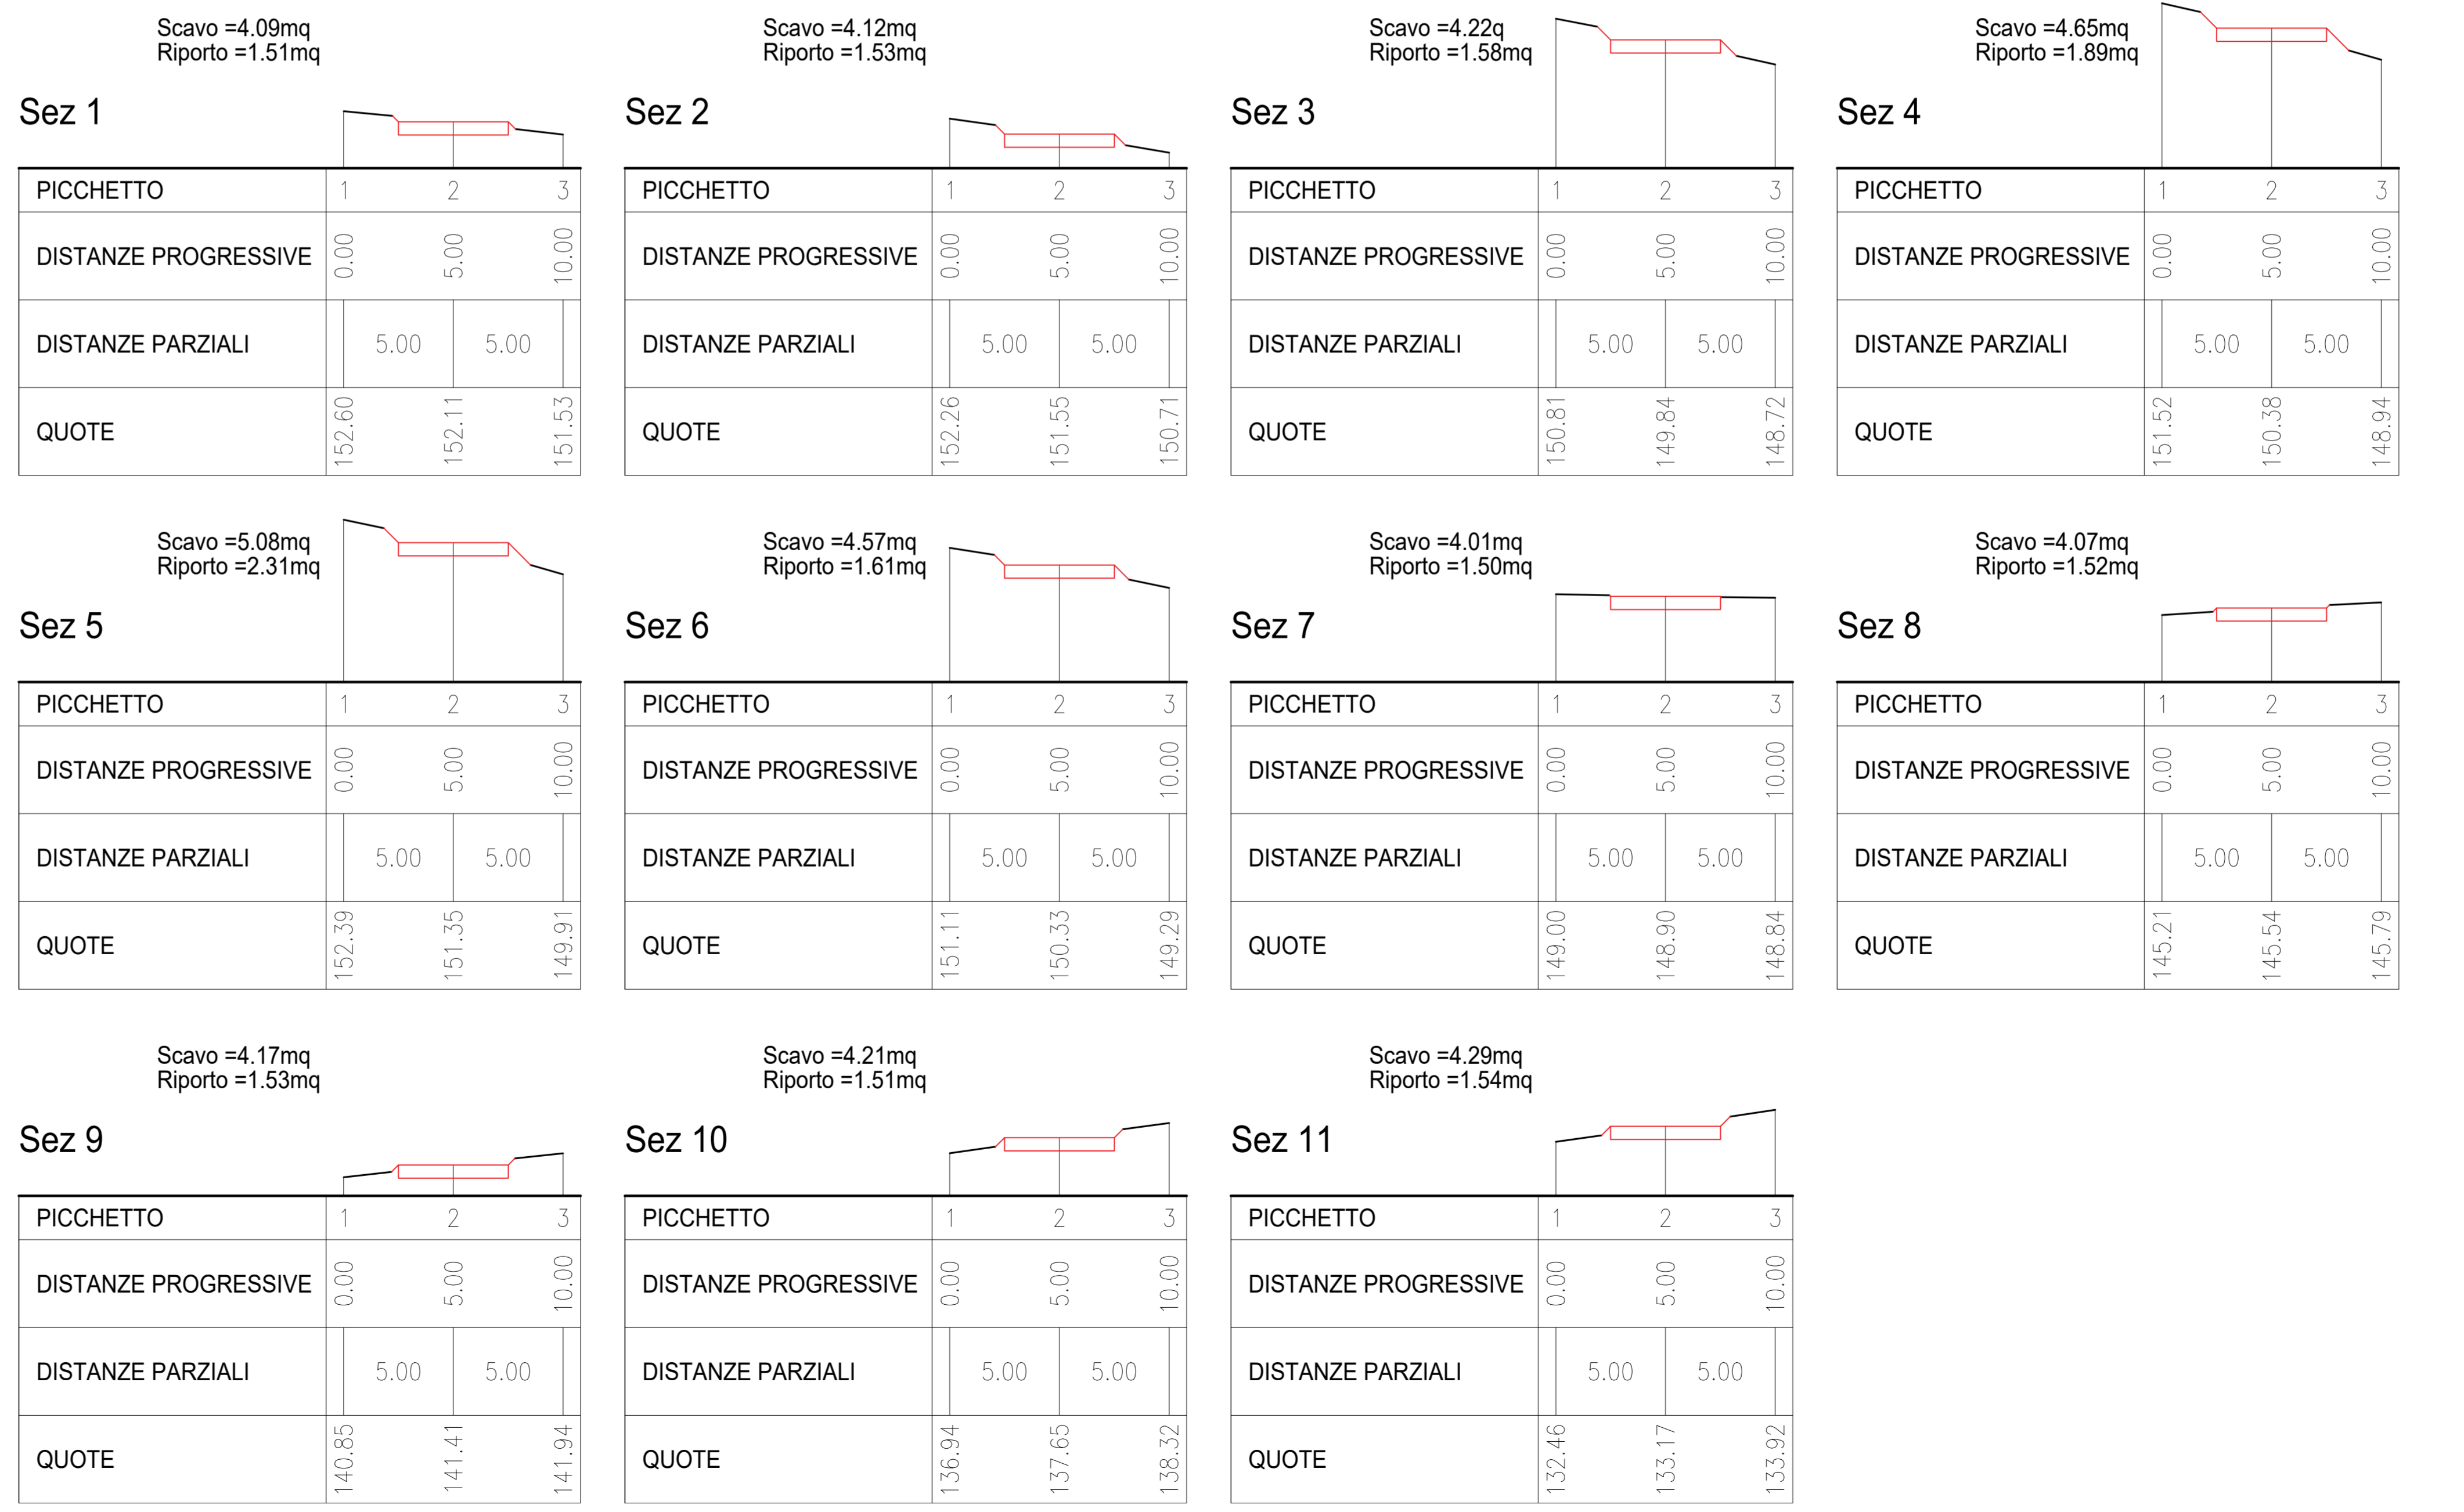 Scavo =4.09mq
Riporto =1.51mq
Sez 1
PICCHETTO 1 2 3
DISTANZE PROGRESSIVE 0.00 5.00 10.00
DISTANZE PARZIALI 5.00 5.00
QUOTE 152.60 152.11 151.53
Scavo =4.12mq
Riporto =1.53mq
Sez 2
PICCHETTO 1 2 3
DISTANZE PROGRESSIVE 0.00 5.00 10.00
DISTANZE PARZIALI 5.00 5.00
QUOTE 152.26 151.55 150.71
Scavo =4.22q
Riporto =1.58mq
Sez 3
PICCHETTO 1 2 3
DISTANZE PROGRESSIVE 0.00 5.00 10.00
DISTANZE PARZIALI 5.00 5.00
QUOTE 150.81 149.84 148.72
Scavo =4.65mq
Riporto =1.89mq
Sez 4
PICCHETTO 1 2 3
DISTANZE PROGRESSIVE 0.00 5.00 10.00
DISTANZE PARZIALI 5.00 5.00
QUOTE 151.52 150.38 148.94
Scavo =5.08mq
Riporto =2.31mq
Sez 5
PICCHETTO 1 2 3
DISTANZE PROGRESSIVE 0.00 5.00 10.00
DISTANZE PARZIALI 5.00 5.00
QUOTE 152.39 151.35 149.91
Scavo =4.57mq
Riporto =1.61mq
Sez 6
PICCHETTO 1 2 3
DISTANZE PROGRESSIVE 0.00 5.00 10.00
DISTANZE PARZIALI 5.00 5.00
QUOTE 151.11 150.33 149.29
Scavo =4.01mq
Riporto =1.50mq
Sez 7
PICCHETTO 1 2 3
DISTANZE PROGRESSIVE 0.00 5.00 10.00
DISTANZE PARZIALI 5.00 5.00
QUOTE 149.00 148.90 148.84
Scavo =4.07mq
Riporto =1.52mq
Sez 8
PICCHETTO 1 2 3
DISTANZE PROGRESSIVE 0.00 5.00 10.00
DISTANZE PARZIALI 5.00 5.00
QUOTE 145.21 145.54 145.79
Scavo =4.17mq
Riporto =1.53mq
Sez 9
PICCHETTO 1 2 3
DISTANZE PROGRESSIVE 0.00 5.00 10.00
DISTANZE PARZIALI 5.00 5.00
QUOTE 140.85 141.41 141.94
Scavo =4.21mq
Riporto =1.51mq
Sez 10
PICCHETTO 1 2 3
DISTANZE PROGRESSIVE 0.00 5.00 10.00
DISTANZE PARZIALI 5.00 5.00
QUOTE 136.94 137.65 138.32
Scavo =4.29mq
Riporto =1.54mq
Sez 11
PICCHETTO 1 2 3
DISTANZE PROGRESSIVE 0.00 5.00 10.00
DISTANZE PARZIALI 5.00 5.00
QUOTE 132.46 133.17 133.92